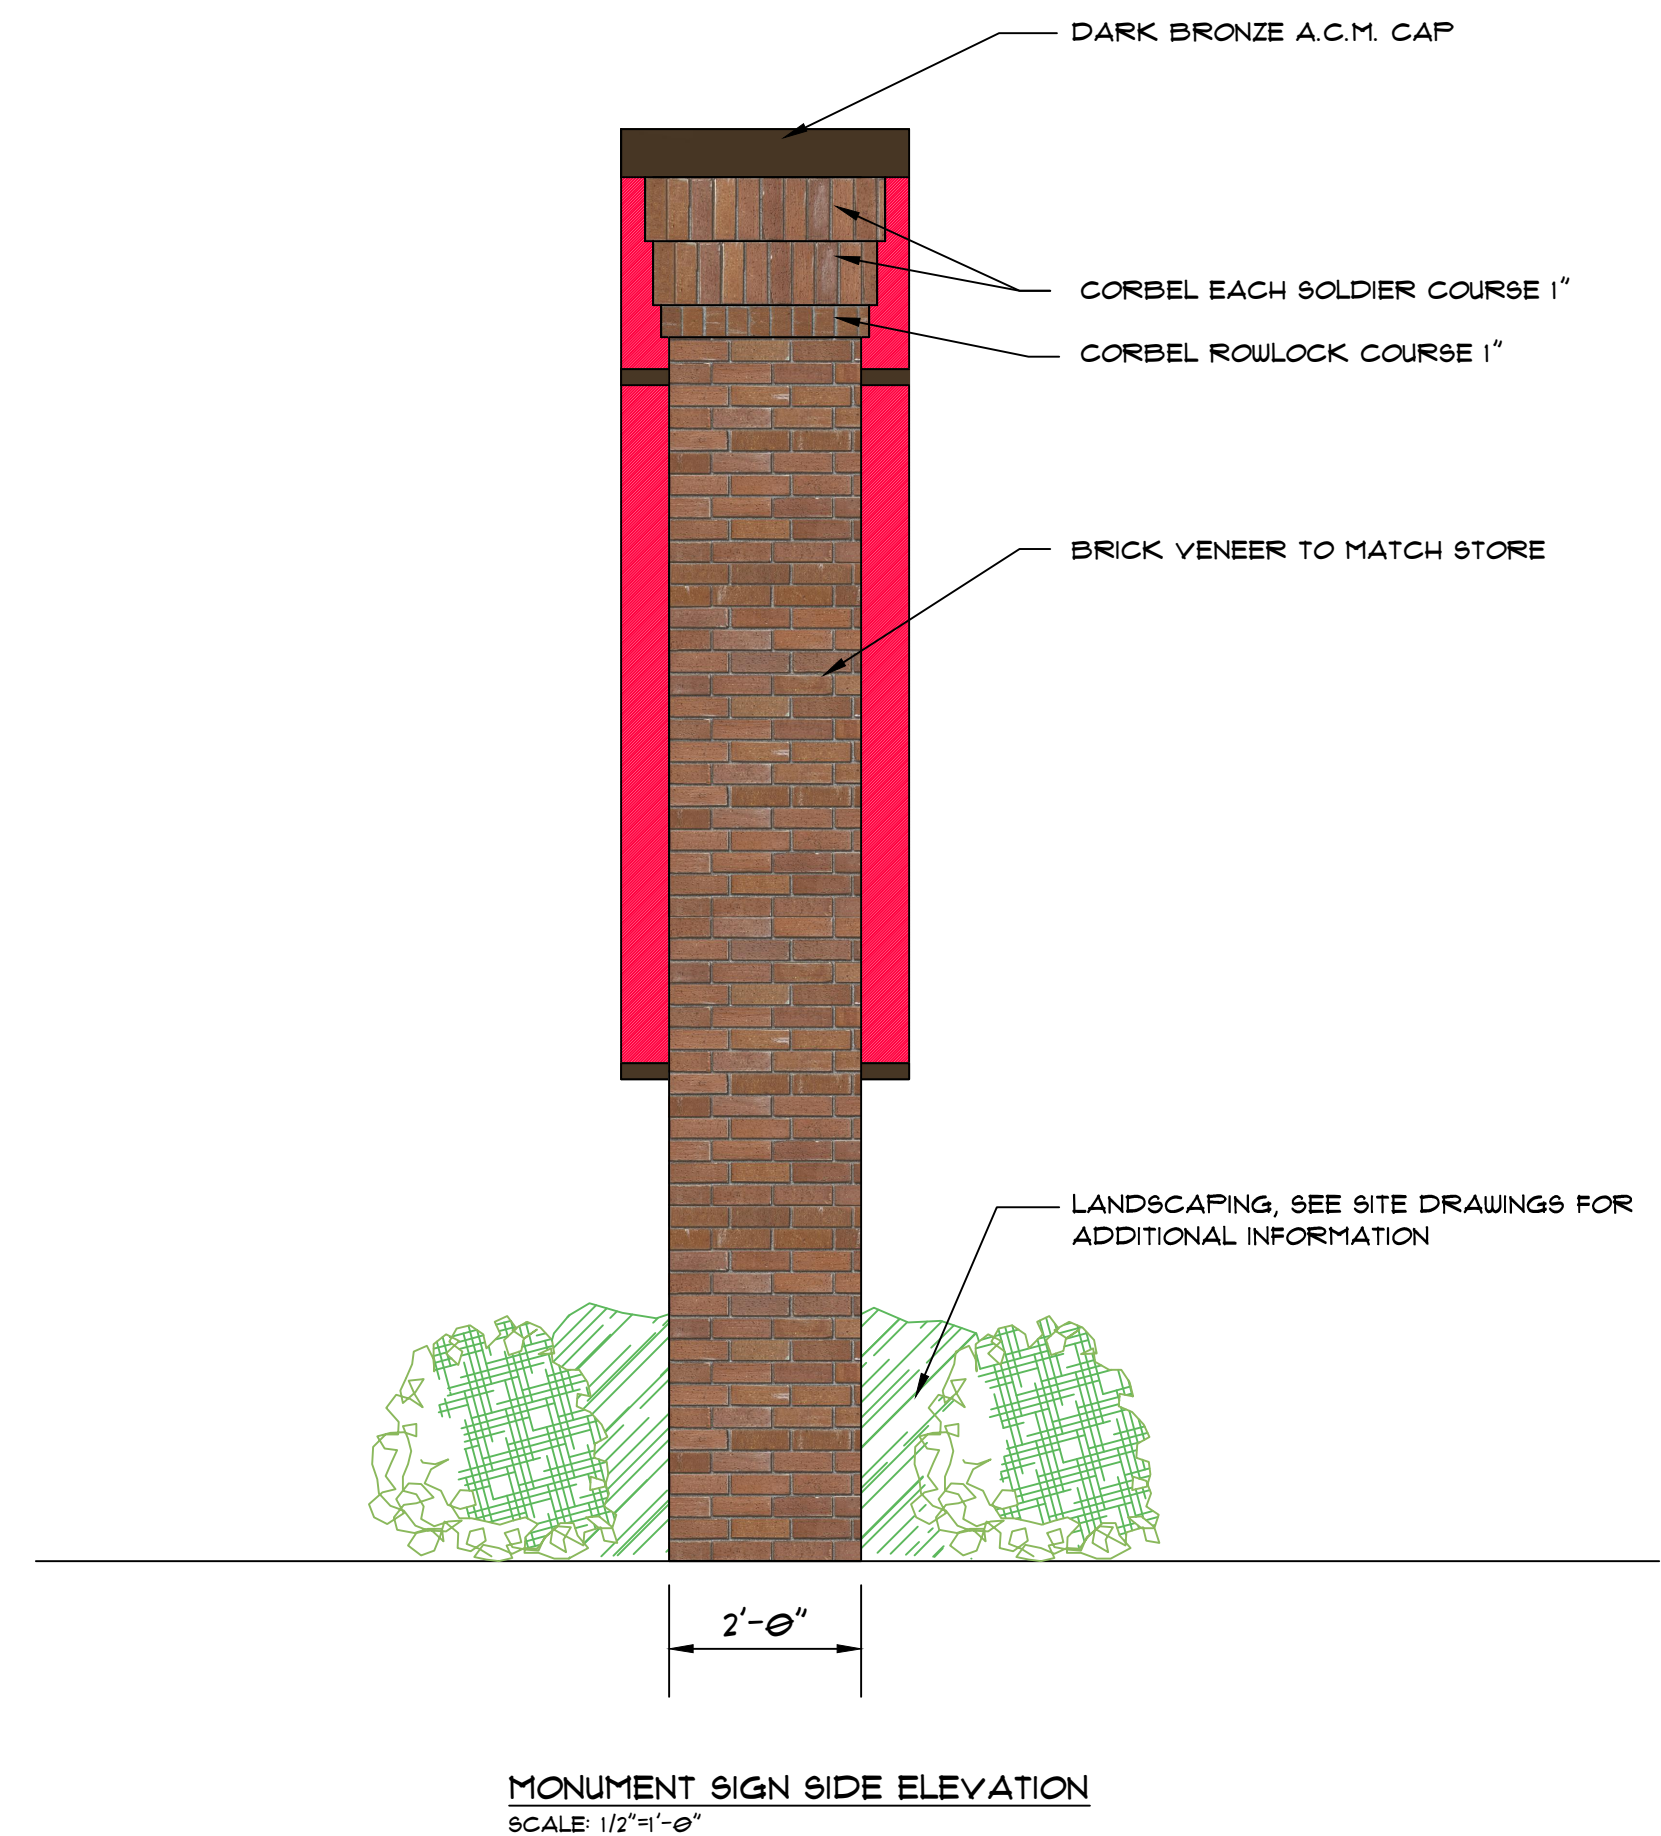 DARK BRONZE A.C.M. CAP
CORBEL EACH SOLDIER COURSE 1"
CORBEL ROWLOCK COURSE 1"
BRICK VENEER TO MATCH STORE
LANDSCAPING, SEE SITE DRAWINGS FOR
ADDITIONAL INFORMATION
2'-0"
MONUMENT SIGN SIDE ELEVATION
SCALE: 1/2"=1'-0"